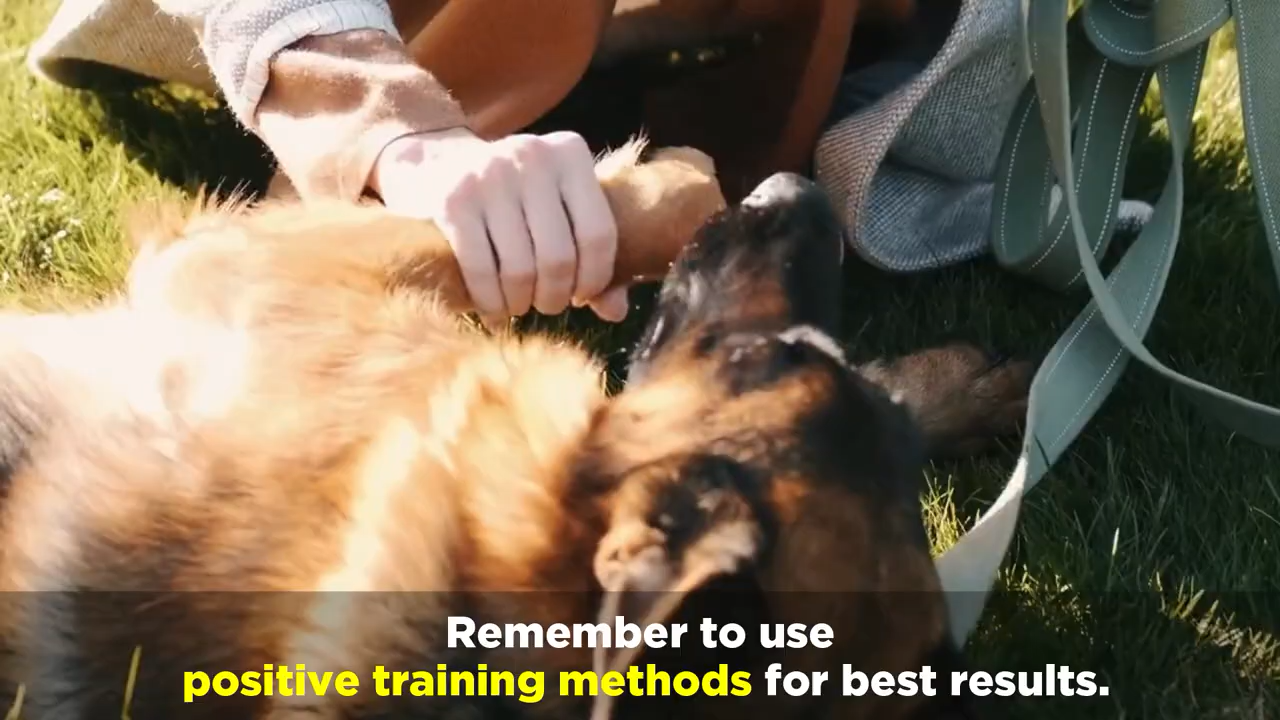 Remember to use
positive training methods for best results.